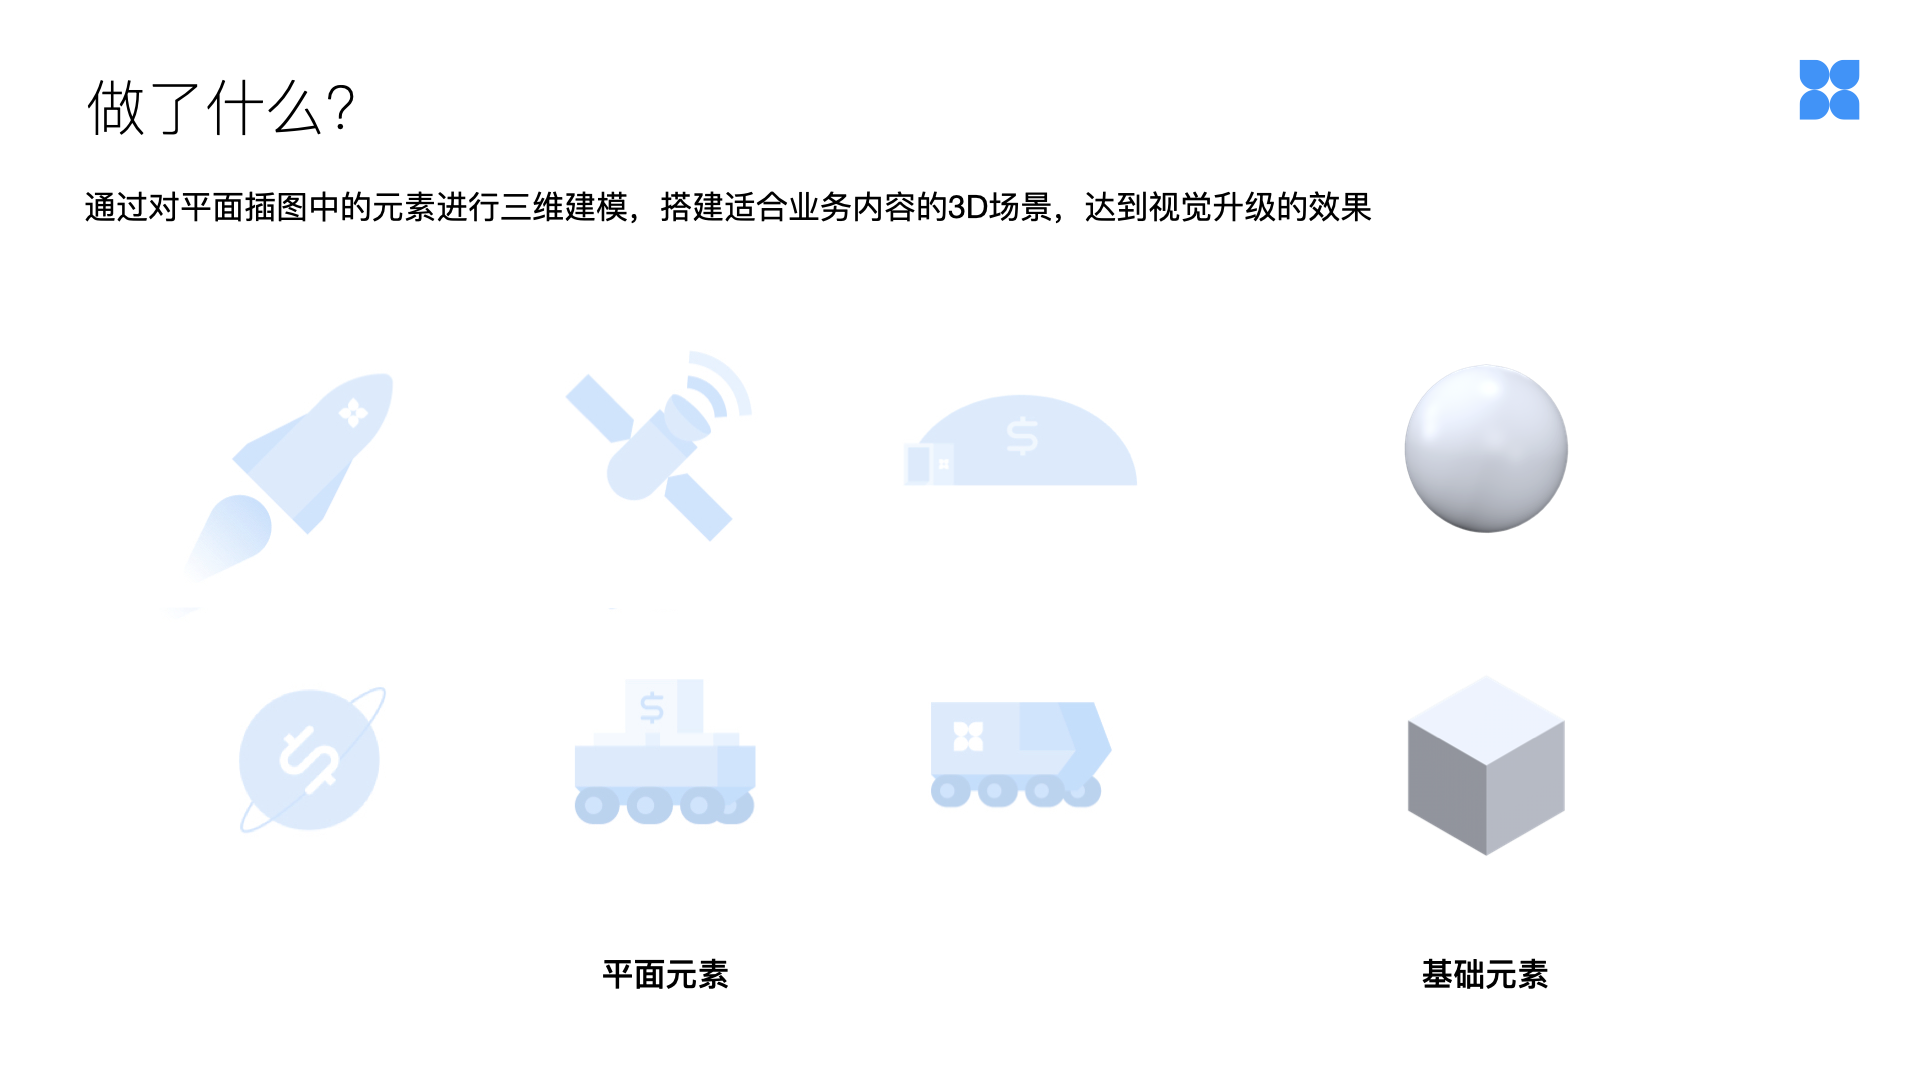 做了什么？
通过对平面插图中的元素进行三维建模，搭建适合业务内容的3D场景，达到视觉升级的效果
$
$
$
平面元素
基础元素